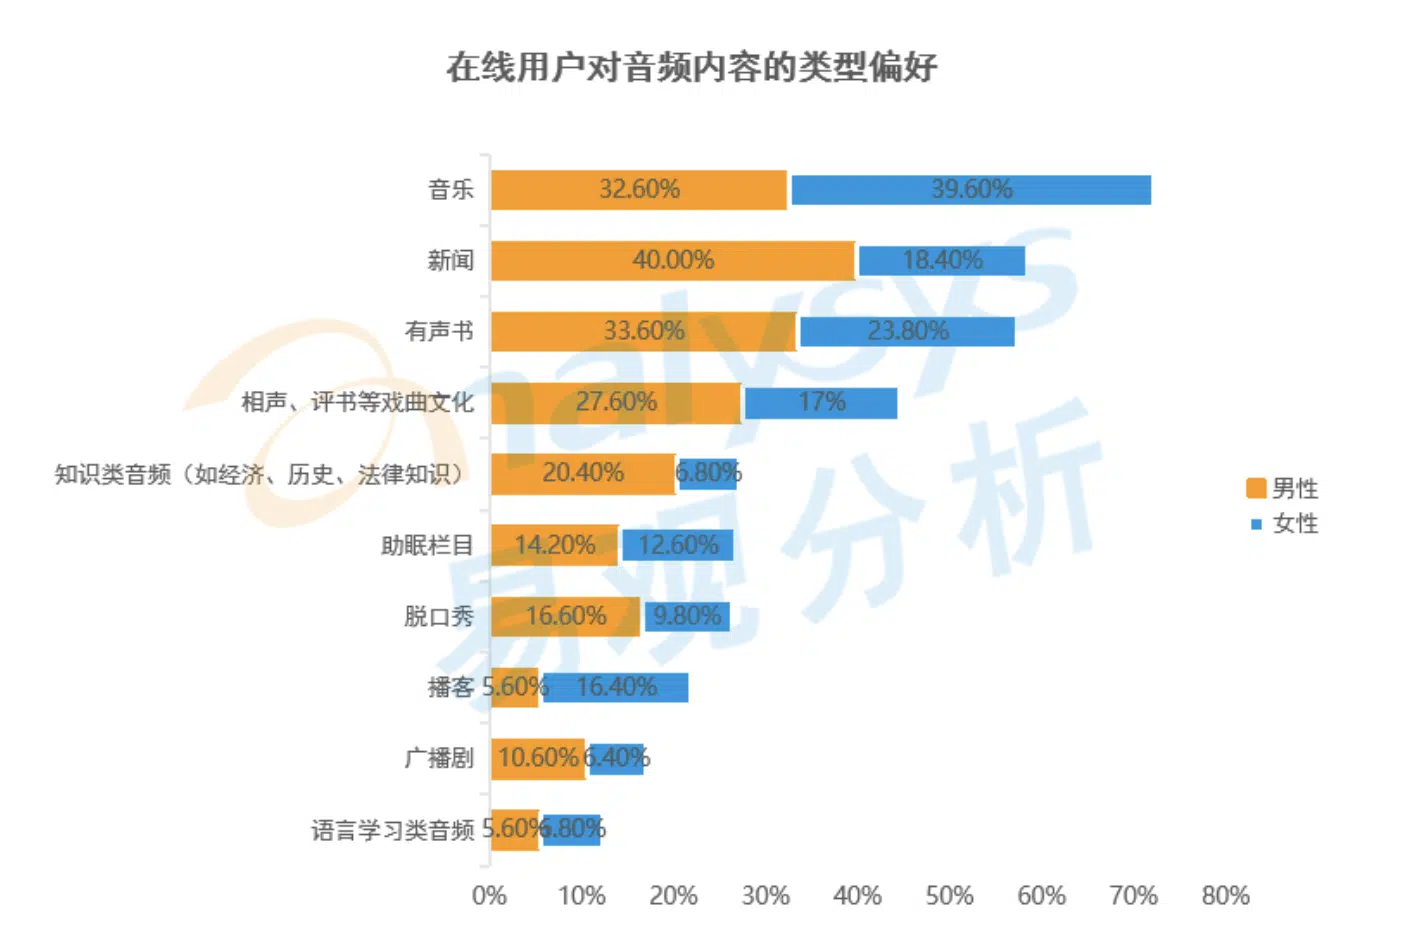 在线用户对音频内容的类型偏好
音乐 32.60% 39.60%
新闻 40.00% 18.40%
有声书 33.60% 23.80%
相声、评书等戏曲文化 27.60% 17%
知识类音频（如经济、历史、法律知识） 20.40% 6.80%
助眠栏目 14.20% 12.60%
脱口秀 16.60% 9.80%
播客 5.60% 16.40%
广播剧 10.60% 6.40%
语言学习类音频 5.60% 6.80%
男性
女性
0% 10% 20% 30% 40% 50% 60% 70% 80%
analysys
易观分析